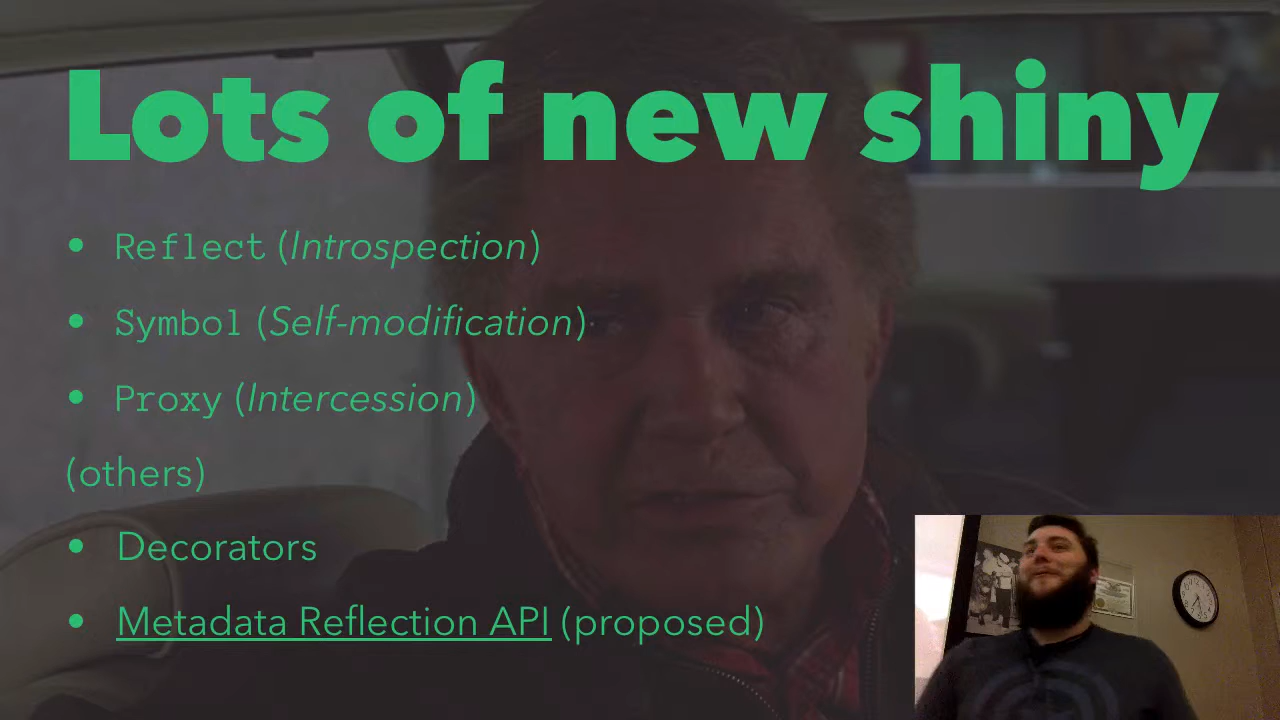 Lots of new shiny
• Reflect (Introspection)
• Symbol (Self-modification)
• Proxy (Intercession)
(others)
• Decorators
• Metadata Reflection API (proposed)